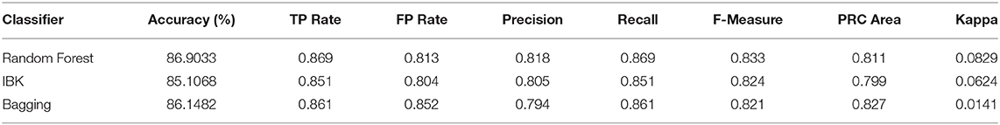 Classifier Accuracy (%) TP Rate FP Rate Precision Recall F-Measure PRC Area Kappa
Random Forest 86.9033 0.869 0.813 0.818 0.869 0.833 0.811 0.0829
IBK 85.1068 0.851 0.804 0.805 0.851 0.824 0.799 0.0624
Bagging 86.1482 0.861 0.852 0.794 0.861 0.821 0.827 0.0141